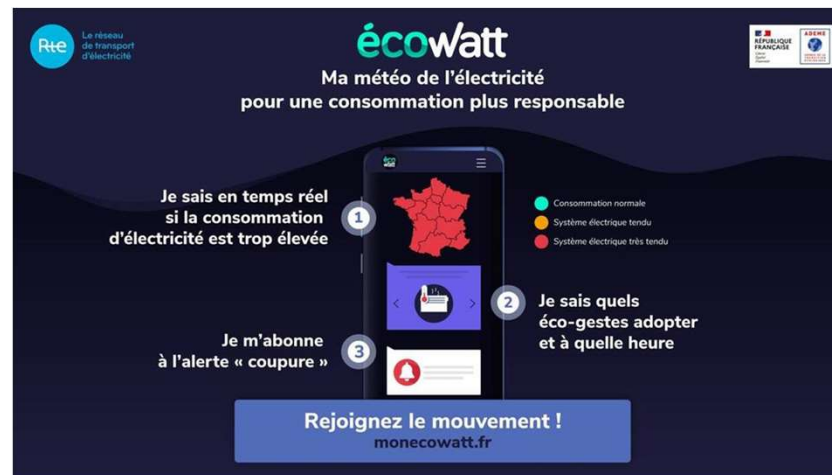 Rte
Le réseau
de transport
d'électricité
écowatt
RÉPUBLIQUE
FRANÇAISE
ADEME
Ma météo de l'électricité
pour une consommation plus responsable
éco
watt
Je sais en temps réel
si la consommation
d'électricité est trop élevée
1
Consommation normale
Système électrique tendu
Système électrique très tendu
2
Je sais quels
éco-gestes adopter
et à quelle heure
Je m'abonne
à l'alerte « coupure »
3
Rejoignez le mouvement !
monecowatt.fr